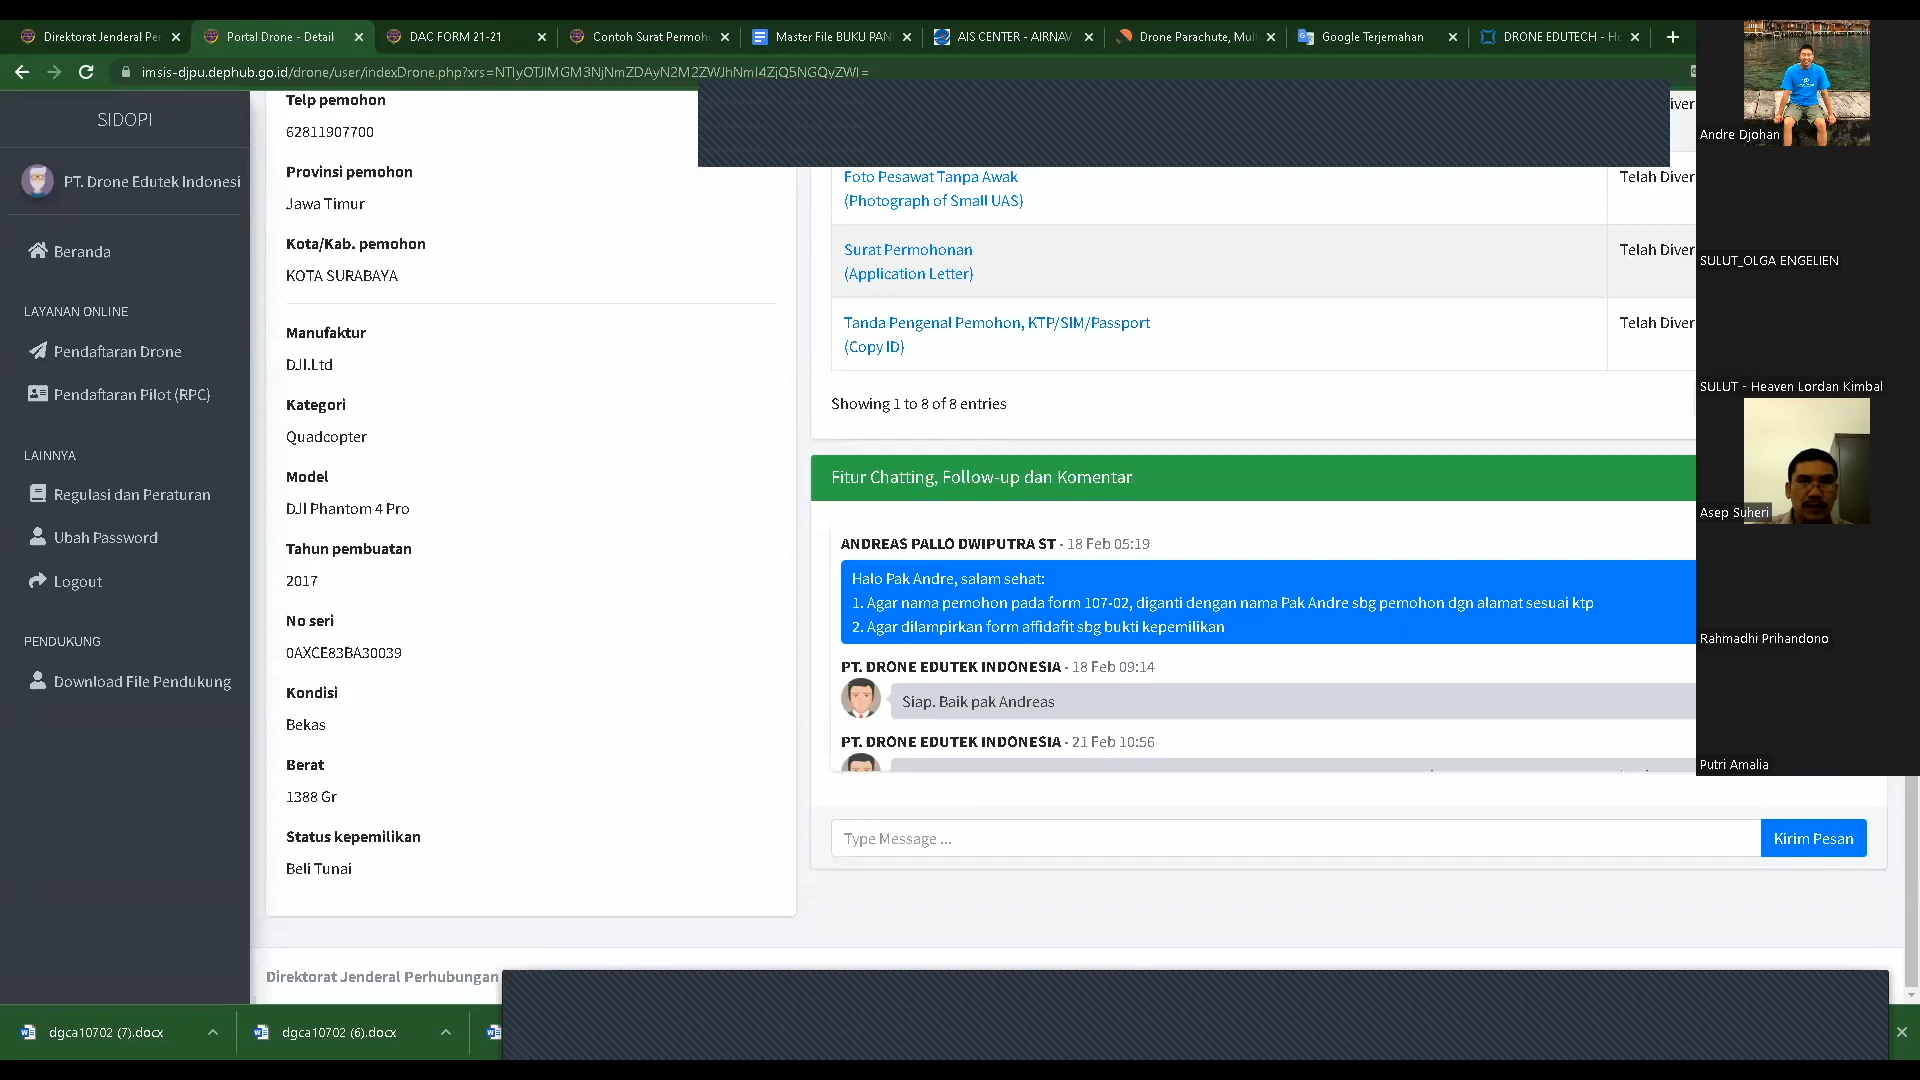 Direktorat Jenderal Per
Portal Drone - Detail
DAC FORM 21-21
Contoh Surat Permoh
Master File BUKU PAN
AIS CENTER - AIRNAV
Drone Parachute, Mul
Google Terjemahan
DRONE EDUTECH - Ho
imsis-djpu.dephub.go.id/drone/user/indexDrone.php?xrs=
SIDOPI
PT. Drone Edutek Indonesi
Beranda
LAYANAN ONLINE
Pendaftaran Drone
Pendaftaran Pilot (RPC)
LAINNYA
Regulasi dan Peraturan
Ubah Password
Logout
PENDUKUNG
Download File Pendukung
Telp pemohon
62811907700
Provinsi pemohon
Jawa Timur
Kota/Kab. pemohon
KOTA SURABAYA
Manufaktur
DJI.Ltd
Kategori
Quadcopter
Model
DJI Phantom 4 Pro
Tahun pembuatan
2017
No seri
0AXCE83BA30039
Kondisi
Bekas
Berat
1388 Gr
Status kepemilikan
Beli Tunai
iver
Foto Pesawat Tanpa Awak
(Photograph of Small UAS)
Telah Diver
Surat Permohonan
(Application Letter)
Telah Diver
Tanda Pengenal Pemohon, KTP/SIM/Passport
(Copy ID)
Telah Diver
Showing 1 to 8 of 8 entries
Fitur Chatting, Follow-up dan Komentar
ANDREAS PALLO DWIPUTRA ST - 18 Feb 05:19
Halo Pak Andre, salam sehat:
1. Agar nama pemohon pada form 107-02, diganti dengan nama Pak Andre sbg pemohon dgn alamat sesuai ktp
2. Agar dilampirkan form affidafit sbg bukti kepemilikan
PT. DRONE EDUTEK INDONESIA - 18 Feb 09:14
Siap. Baik pak Andreas
PT. DRONE EDUTEK INDONESIA - 21 Feb 10:56
Type Message ...
Kirim Pesan
Andre Djohan
SULUT_OLGA ENGELIEN
SULUT - Heaven Lordan Kimbal
Asep Suheri
Rahmadhi Prihandono
Putri Amalia
Direktorat Jenderal Perhubungan
dgca10702 (7).docx
dgca10702 (6).docx